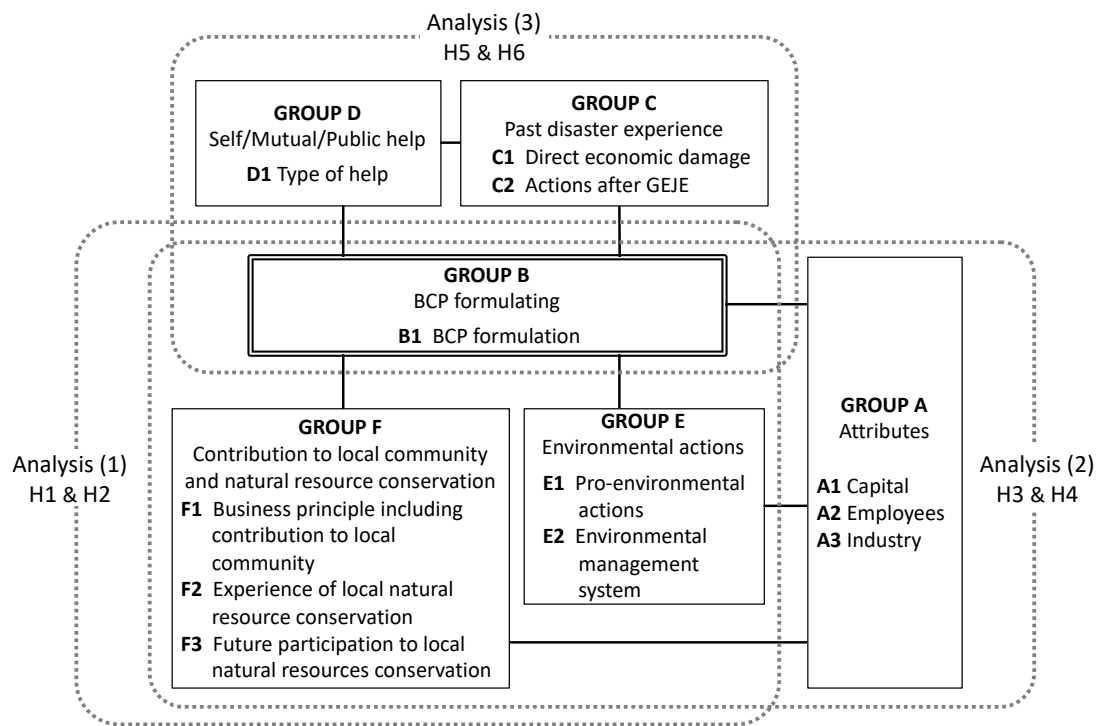 Analysis (3)
H5 & H6
GROUP D
Self/Mutual/Public help
D1 Type of help
GROUP C
Past disaster experience
C1 Direct economic damage
C2 Actions after GEJE
GROUP B
BCP formulating
B1 BCP formulation
GROUP F
Contribution to local community
and natural resource conservation
F1 Business principle including
contribution to local
community
F2 Experience of local natural
resource conservation
F3 Future participation to local
natural resources conservation
GROUP E
Environmental actions
E1 Pro-environmental
actions
E2 Environmental
management
system
GROUP A
Attributes
A1 Capital
A2 Employees
A3 Industry
Analysis (1)
H1 & H2
Analysis (2)
H3 & H4